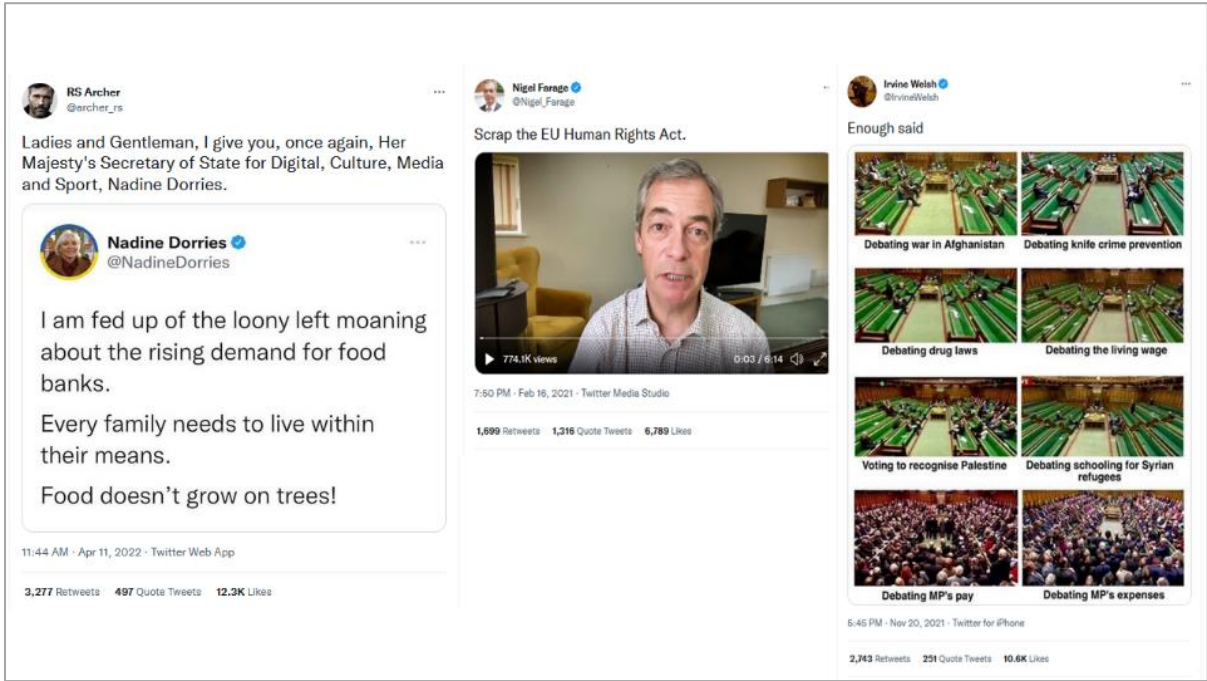 RS Archer
@archer_rs
Ladies and Gentleman, I give you, once again, Her
Majesty's Secretary of State for Digital, Culture, Media
and Sport, Nadine Dorries.
Nadine Dorries
@NadineDorries
I am fed up of the loony left moaning
about the rising demand for food
banks.
Every family needs to live within
their means.
Food doesn't grow on trees!
11:44 AM · Apr 11, 2022 · Twitter Web App
3,277 Retweets 497 Quote Tweets 12.3K Likes
Nigel Farage
@Nigel_Farage
Scrap the EU Human Rights Act.
774.1K views
0:03 / 6:14
7:50 PM · Feb 16, 2021 · Twitter Media Studio
1,699 Retweets 1,316 Quote Tweets 6,789 Likes
Irvine Welsh
@IrvineWelsh
Enough said
Debating war in Afghanistan
Debating knife crime prevention
Debating drug laws
Debating the living wage
Voting to recognise Palestine
Debating schooling for Syrian
refugees
Debating MP's pay
Debating MP's expenses
5:45 PM · Nov 20, 2021 · Twitter for iPhone
2,743 Retweets 251 Quote Tweets 10.6K Likes